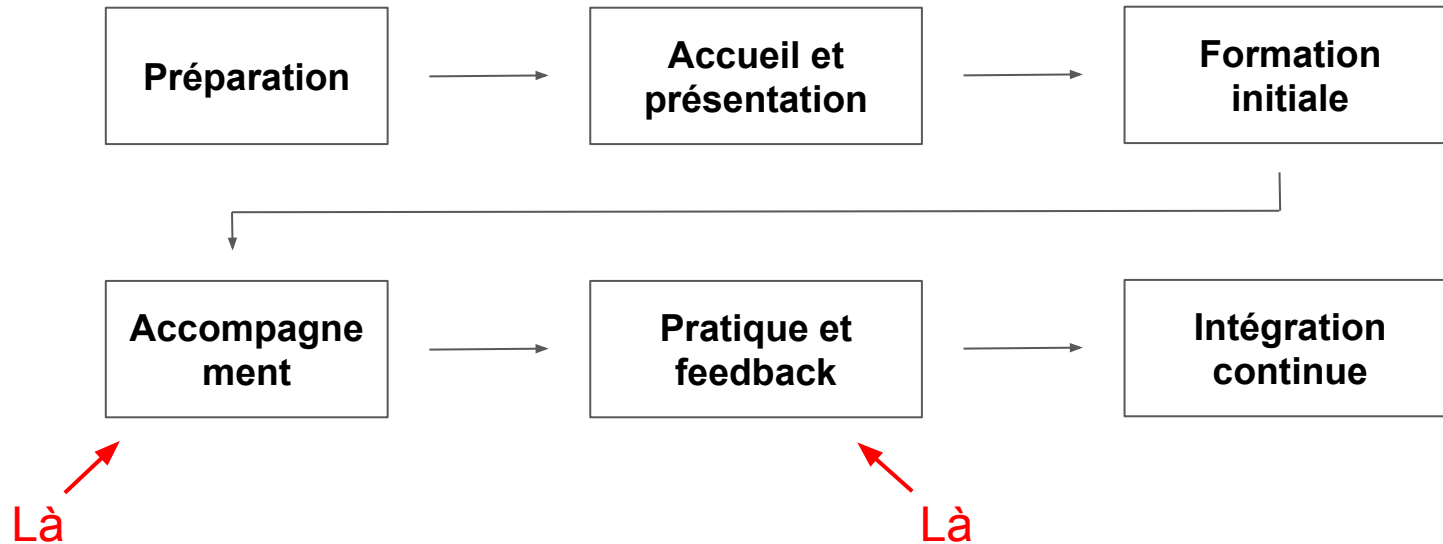 Préparation
Accueil et
présentation
Formation
initiale
Accompagne
ment
Pratique et
feedback
Intégration
continue
Là
Là